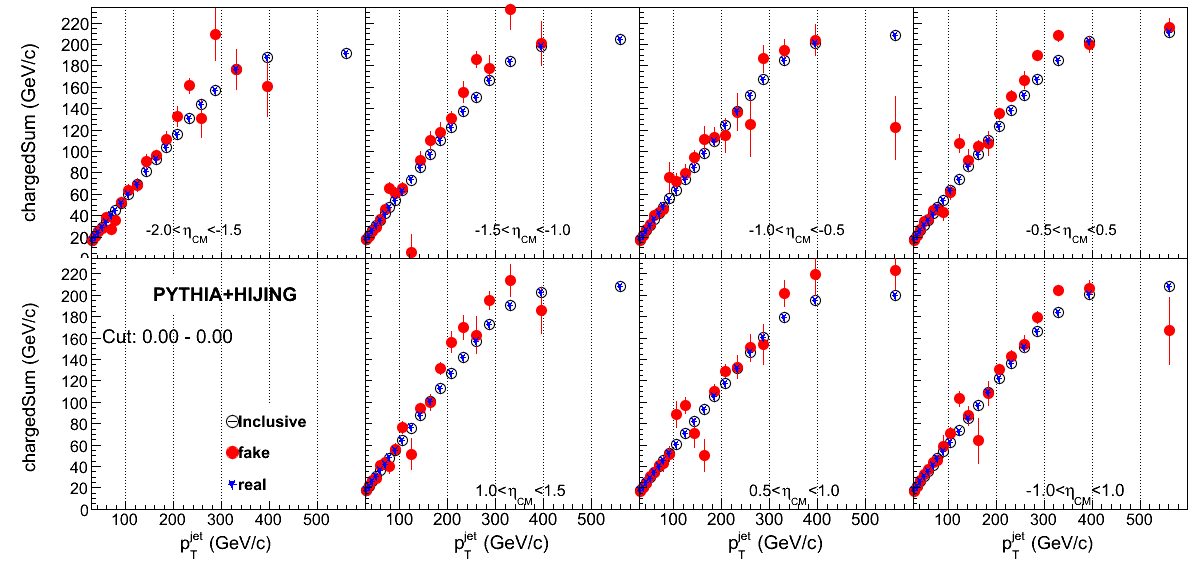 chargedSum (GeV/c)
220
200
180
160
140
120
100
80
60
40
20
0
-2.0<η_CM<-1.5
-1.5<η_CM<-1.0
-1.0<η_CM<-0.5
-0.5<η_CM<0.5
chargedSum (GeV/c)
220
200
180
160
140
120
100
80
60
40
20
0
PYTHIA+HIJING
Cut: 0.00 - 0.00
Inclusive
fake
real
1.0<η_CM<1.5
0.5<η_CM<1.0
-1.0<η_CM<1.0
100 200 300 400 500
100 200 300 400 500
100 200 300 400 500
100 200 300 400 500
p_T^jet (GeV/c)
p_T^jet (GeV/c)
p_T^jet (GeV/c)
p_T^jet (GeV/c)